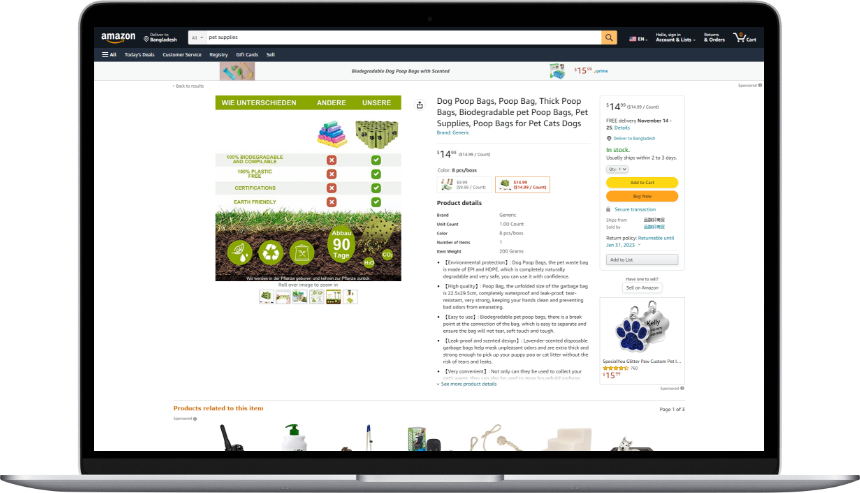 amazon
Deliver to
Bangladesh
All
pet supplies
EN
Hello, sign in
Account & Lists
Returns
& Orders
0
Cart
All
Today's Deals
Customer Service
Registry
Gift Cards
Sell
Biodegradable Dog Poop Bags with Scented
$15
prime
‹ Back to results
Sponsored
WIE UNTERSCHIEDEN
ANDERE
UNSERE
100% BIODEGRADABLE
AND COMPILABLE
100% PLASTIC
FREE
CERTIFICATIONS
EARTH FRIENDLY
Abbau
90
Tage
H₂O
CO₂
Wir werden in der Pflanze geboren und kehren zur Pflanze zurück.
Roll over image to zoom in
Dog Poop Bags, Poop Bag, Thick Poop
Bags, Biodegradable pet Poop Bags, Pet
Supplies, Poop Bags for Pet Cats Dogs
Brand: Generic
$14 99 ($14.99 / Count)
Color: 8 pcs/boss
$9.99
($9.99 / Count)
$14.99
($14.99 / Count)
Product details
Brand Generic
Unit Count 1.00 Count
Color 8 pcs/boss
Number of Items 1
Item Weight 200 Grams
• 【Environmental protection】: Dog Poop Bags, the pet waste bag
is made of EPI and HDPE, which is completely naturally
degradable and very safe, you can use it with confidence.
• 【High quality】: Poop Bag, the unfolded size of the garbage bag
is 22.5x29.5cm, completely waterproof and leak-proof, tear-
resistant, very strong, keeping your hands clean and preventing
bad odors from emanating.
• 【Easy to use】: Biodegradable pet poop bags, there is a break
point at the connection of the bag, which is easy to separate and
ensure the bag will not tear, soft touch and tough.
• 【Leak-proof and scented design】: Lavender-scented disposable
garbage bags help mask unpleasant odors and are extra thick and
strong enough to pick up your puppy poo or cat litter without the
risk of tears and leaks.
• 【Very convenient】: Not only can they be used to collect your
See more product details
$14 99 ($14.99 / Count)
FREE delivery November 14 -
25. Details
Deliver to Bangladesh
In stock.
Usually ships within 2 to 3 days.
Qty: 1
Add to Cart
Buy Now
Secure transaction
Ships from
Sold by
Return policy: Returnable until
Jan 31, 2023
Add to List
Have one to sell?
Sell on Amazon
Kelly
SpecialYou Glitter Paw Custom Pet I...
760
$15
Sponsored
Products related to this item
Page 1 of 3
Sponsored